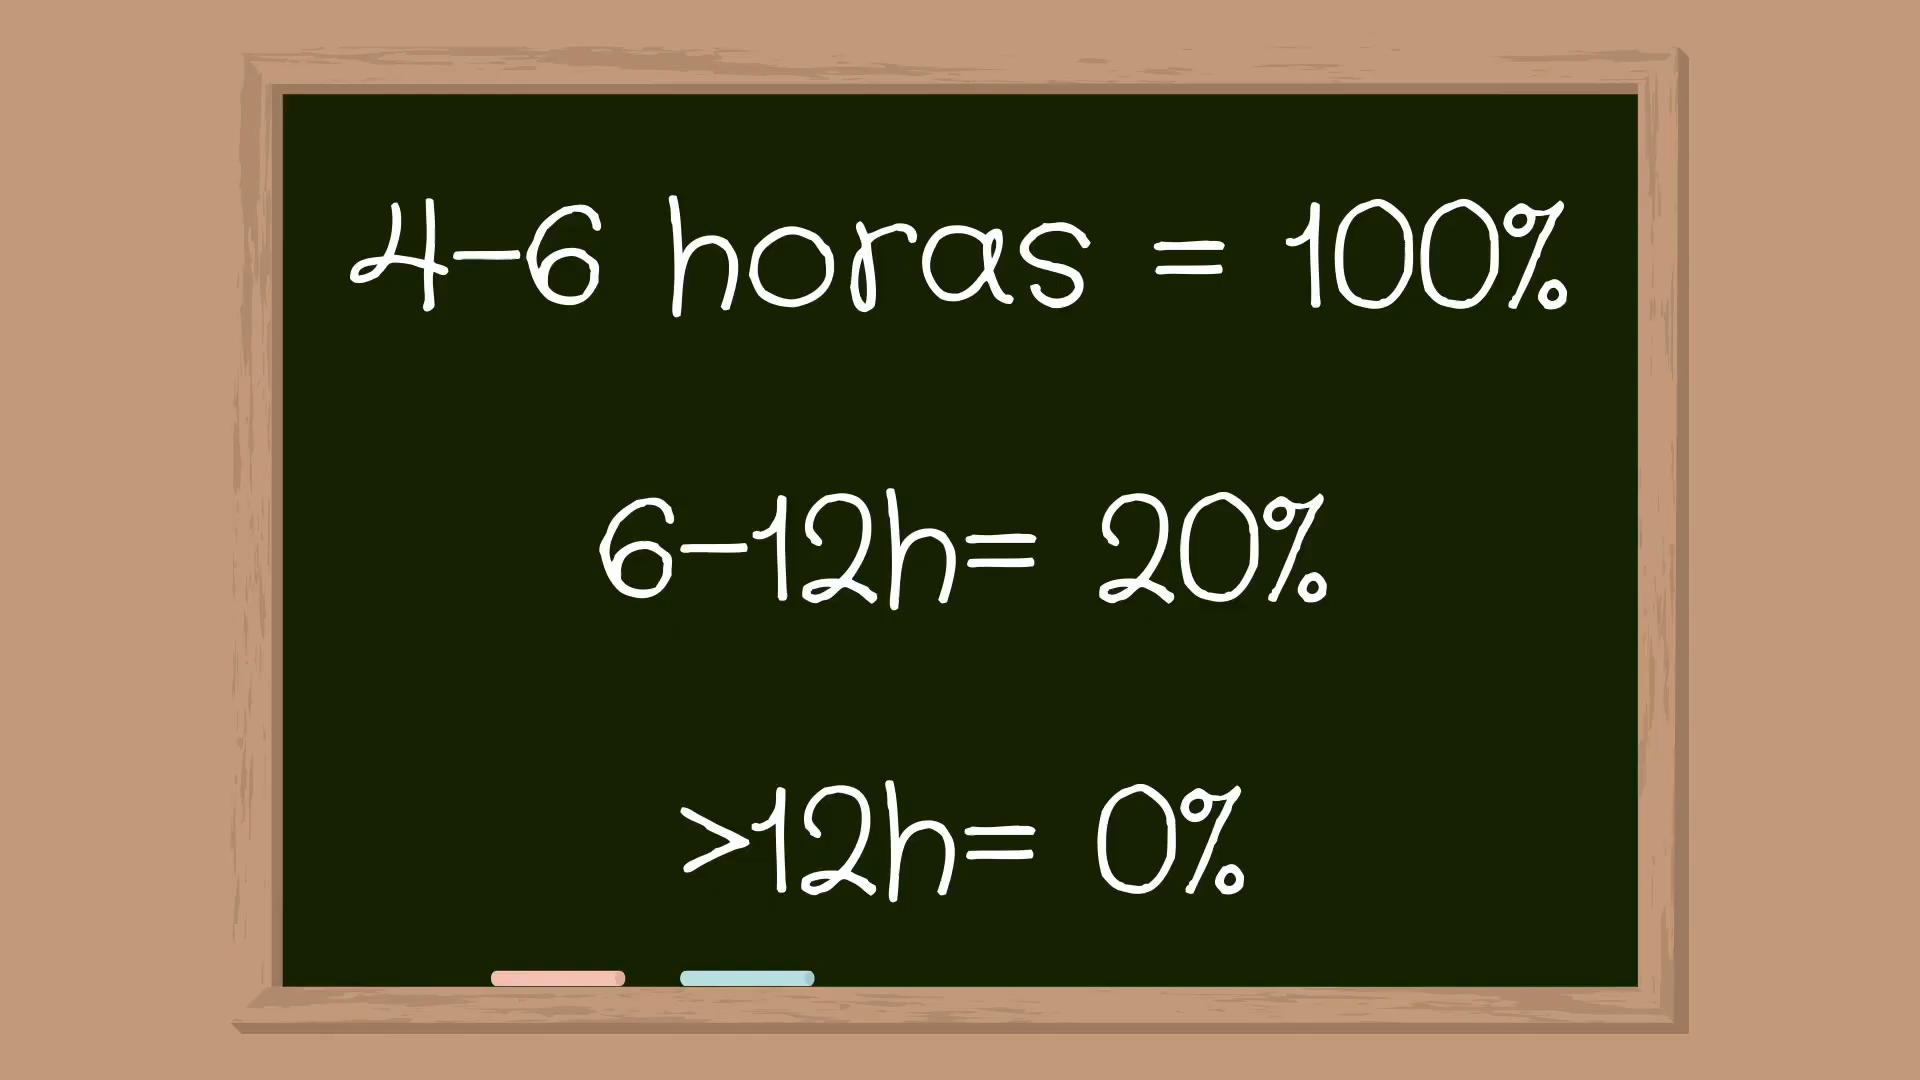 4-6 horas = 100%
6-12h= 20%
>12h= 0%